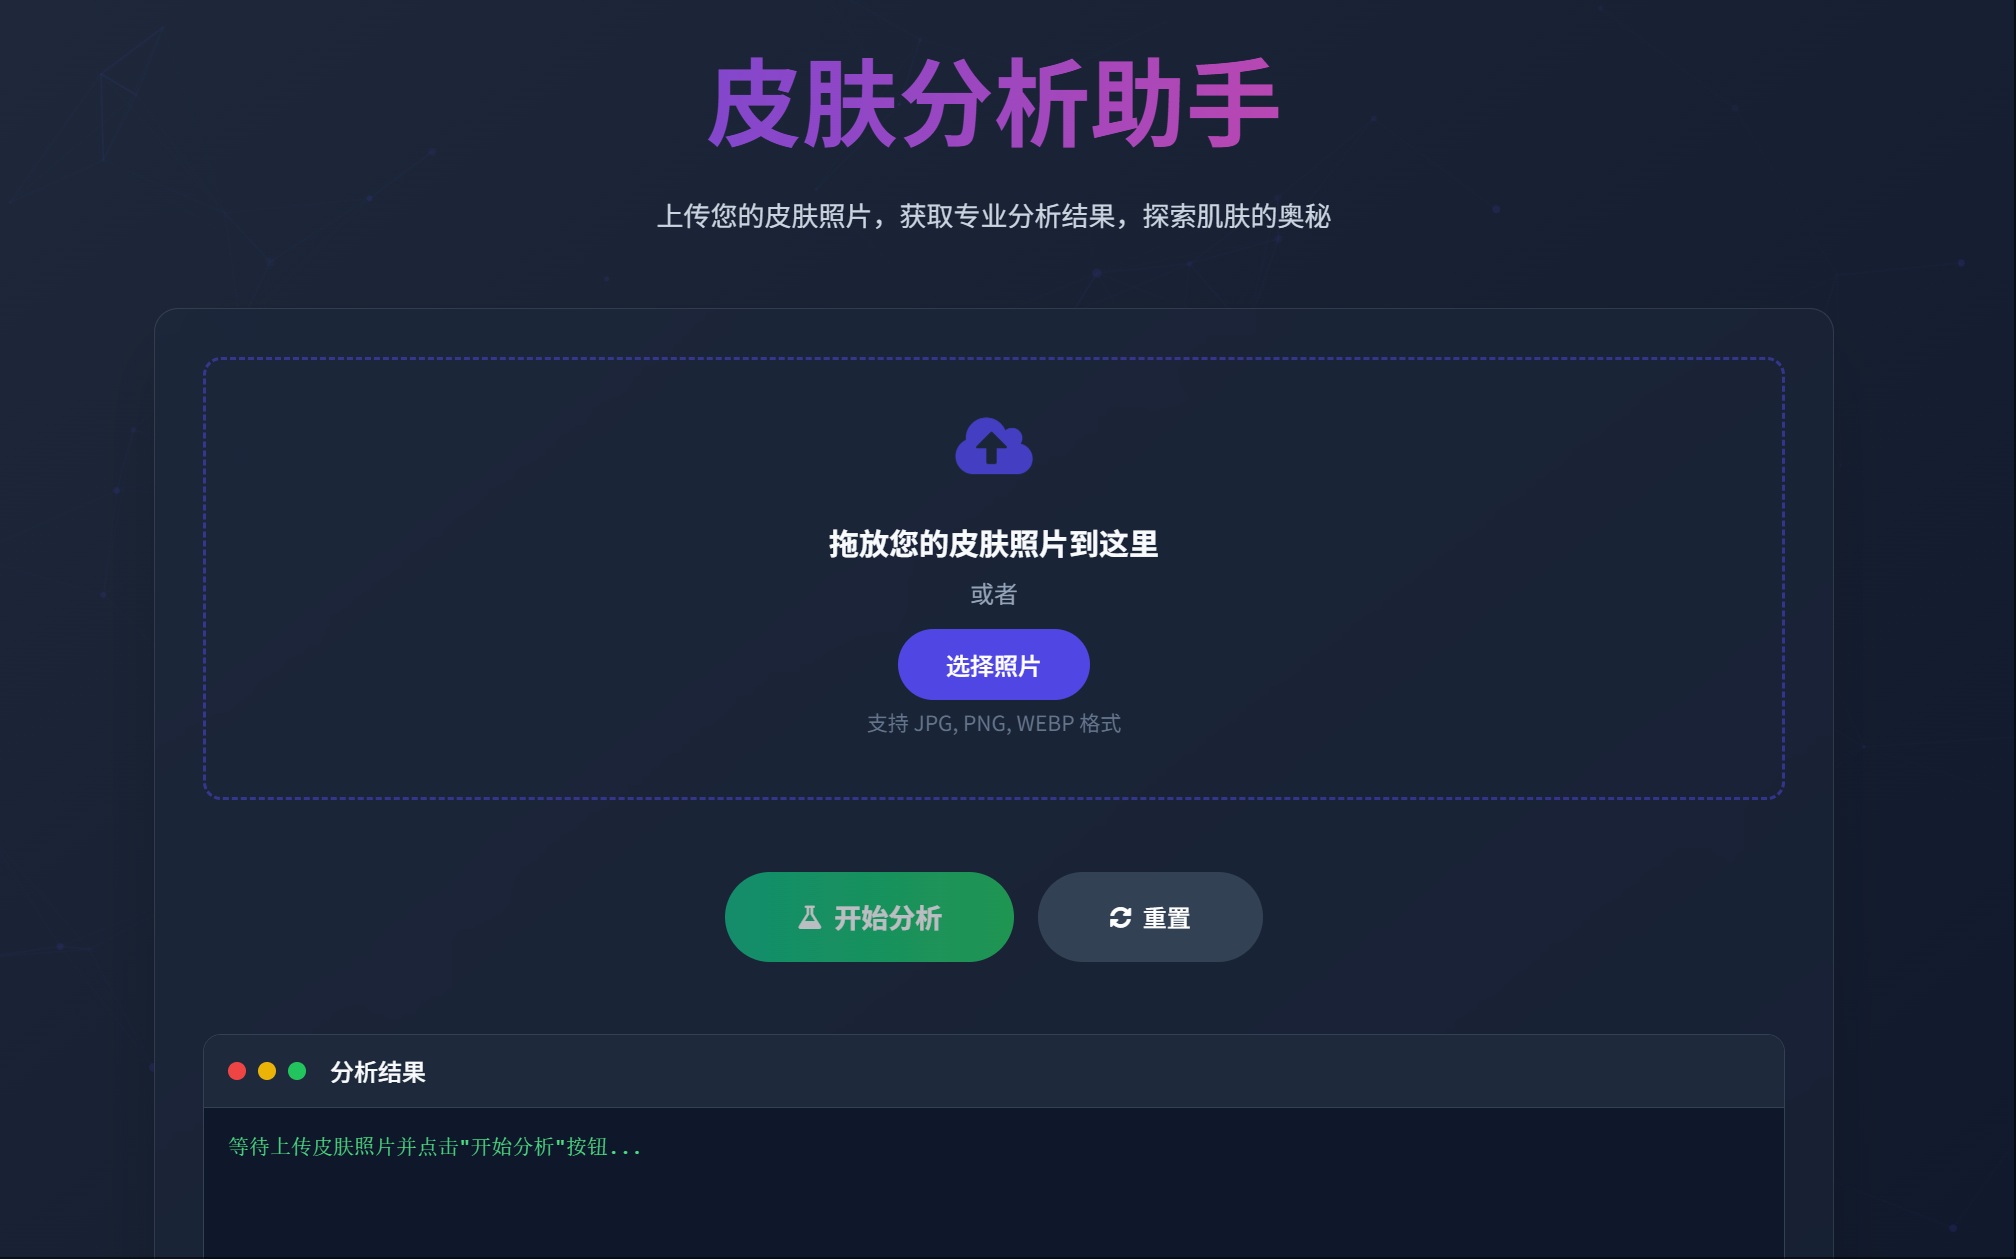 皮肤分析助手
上传您的皮肤照片，获取专业分析结果，探索肌肤的奥秘
拖放您的皮肤照片到这里
或者
选择照片
支持 JPG, PNG, WEBP 格式
开始分析
重置
分析结果
等待上传皮肤照片并点击"开始分析"按钮...